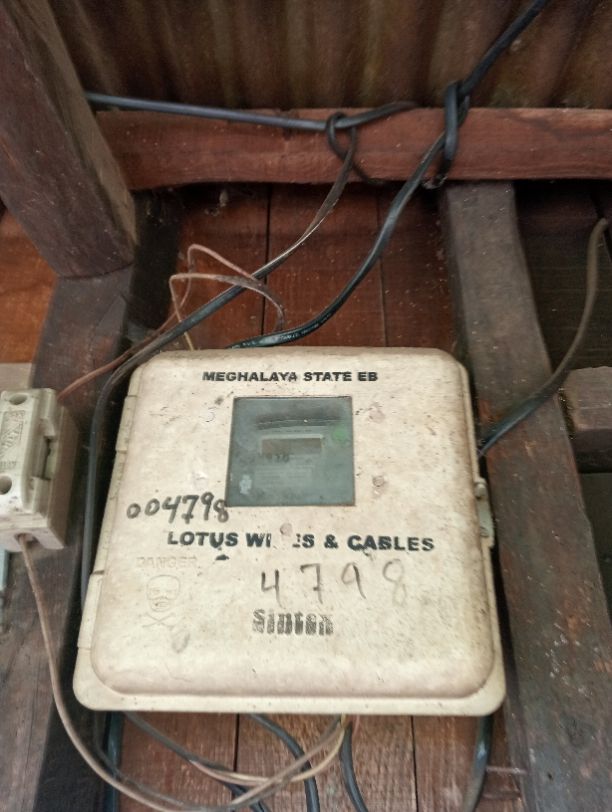 MEGHALAYA STATE EB
004798
LOTUS WI ES & CABLES
DANGER
4798
Sintex